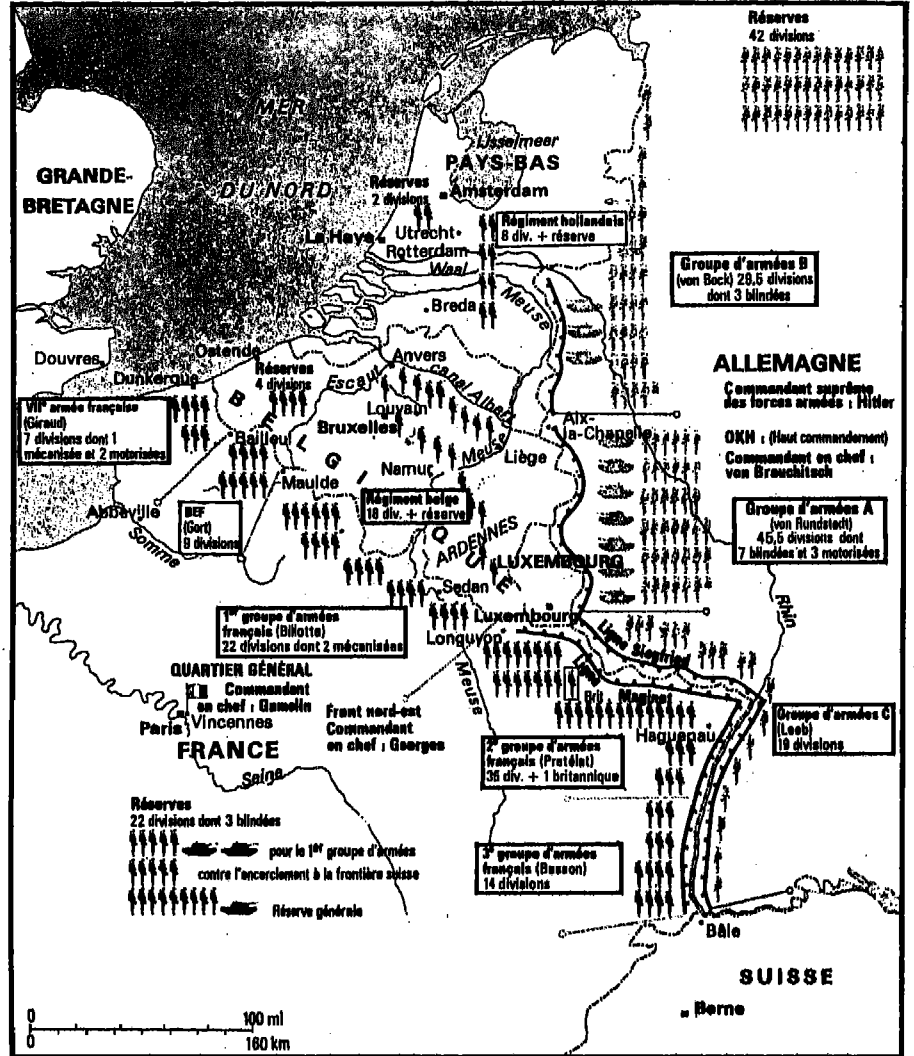 Réserves
42 divisions
MER
DU NORD
GRANDE-
BRETAGNE
IJsselmeer
PAYS-BAS
Réserves
2 divisions
Amsterdam
Régiment hollandais
8 div. + réserve
La Haye
Utrecht
Rotterdam
Waal
Meuse
Breda
Groupe d'armées B
(von Bock) 29,5 divisions
dont 3 blindées
Douvres
Ostende
Dunkerque
Anvers
Escaut
canal Albert
Réserves
4 divisions
BELGIQUE
ALLEMAGNE
Commandant suprême
des forces armées : Hitler
OKH : (Haut commandement)
Commandant en chef :
von Brauchitsch
VIIe armée française
(Giraud)
7 divisions dont 1
mécanisée et 2 motorisées
Louvain
Bruxelles
Bailleul
Aix-
la-Chapelle
Meuse
Liège
Namur
Maulde
Abbeville
Somme
BEF
(Gort)
9 divisions
Régiment belge
18 div. + réserve
Groupe d'armées A
(von Rundstedt)
45,5 divisions dont
7 blindées et 3 motorisées
ARDENNES
LUXEMBOURG
Sedan
Rhin
1er groupe d'armées
français (Billotte)
22 divisions dont 2 mécanisées
Luxembourg
Longuyon
Ligne Siegfried
QUARTIER GÉNÉRAL
Commandant
en chef : Gamelin
Paris
Vincennes
FRANCE
Seine
Meuse
Front nord-est
Commandant
en chef : Georges
Ligne Maginot
Brit
Haguenau
Groupe d'armées C
(Leeb)
19 divisions
2e groupe d'armées
français (Prételat)
35 div. + 1 britannique
Réserves
22 divisions dont 3 blindées
pour le 1er groupe d'armées
contre l'encerclement à la frontière suisse
Réserve générale
3e groupe d'armées
français (Besson)
14 divisions
Bâle
SUISSE
Berne
0 100 ml
0 160 km